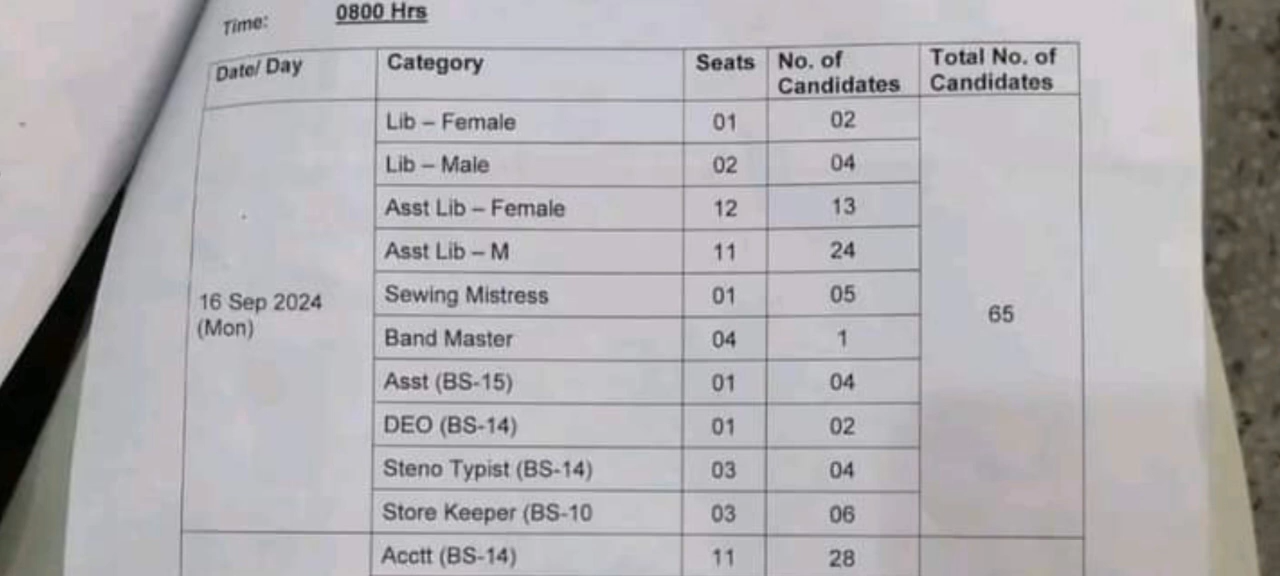 Time: 0800 Hrs
Date/ Day Category Seats No. of Candidates Total No. of Candidates
Lib – Female 01 02
Lib – Male 02 04
Asst Lib – Female 12 13
Asst Lib – M 11 24
16 Sep 2024 (Mon) Sewing Mistress 01 05 65
Band Master 04 1
Asst (BS-15) 01 04
DEO (BS-14) 01 02
Steno Typist (BS-14) 03 04
Store Keeper (BS-10 03 06
Acctt (BS-14) 11 28